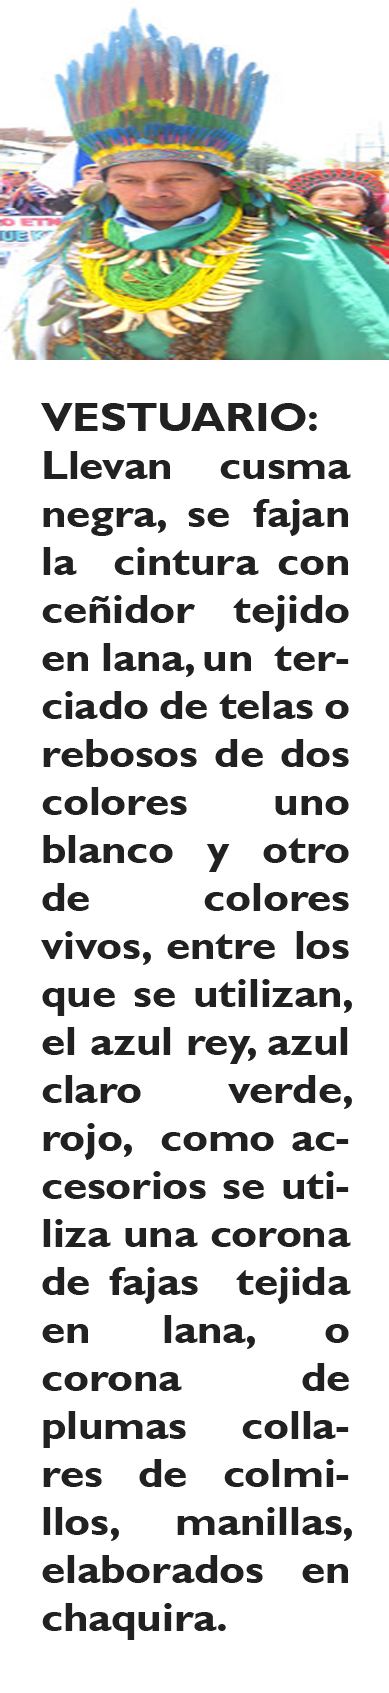 O ETN
UE
VESTUARIO:
Llevan cusma
negra, se fajan
la cintura con
ceñidor tejido
en lana, un ter-
ciado de telas o
rebosos de dos
colores uno
blanco y otro
de colores
vivos, entre los
que se utilizan,
el azul rey, azul
claro verde,
rojo, como ac-
cesorios se uti-
liza una corona
de fajas tejida
en lana, o
corona de
plumas colla-
res de colmi-
llos, manillas,
elaborados en
chaquira.